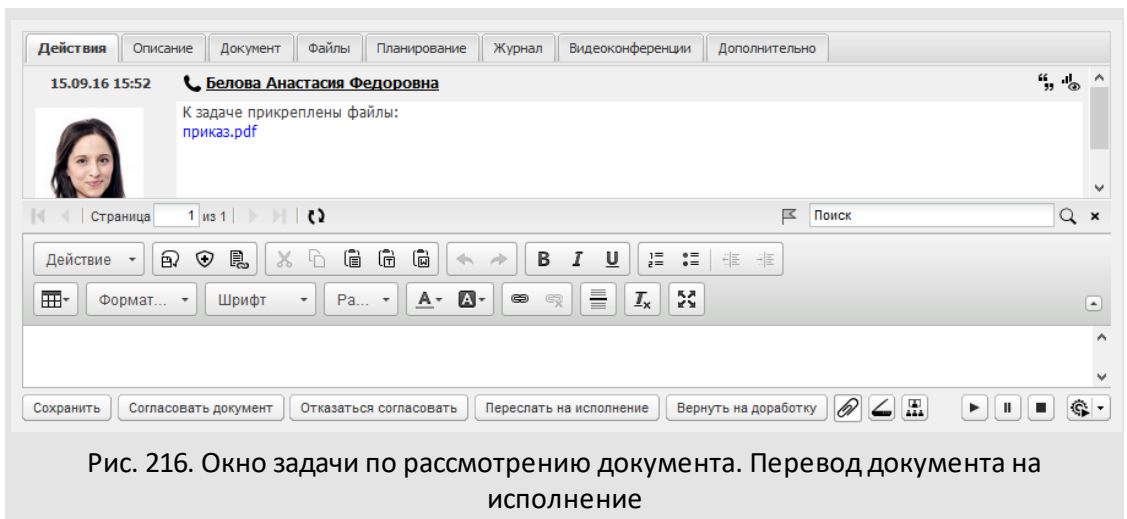 Действия Описание Документ Файлы Планирование Журнал Видеоконференции Дополнительно
15.09.16 15:52 Белова Анастасия Федоровна
К задаче прикреплены файлы:
приказ.pdf
Страница 1 из 1 Поиск
Действие B I U
Формат... Шрифт Ра... A A Ix
Сохранить Согласовать документ Отказаться согласовать Переслать на исполнение Вернуть на доработку
Рис. 216. Окно задачи по рассмотрению документа. Перевод документа на
исполнение